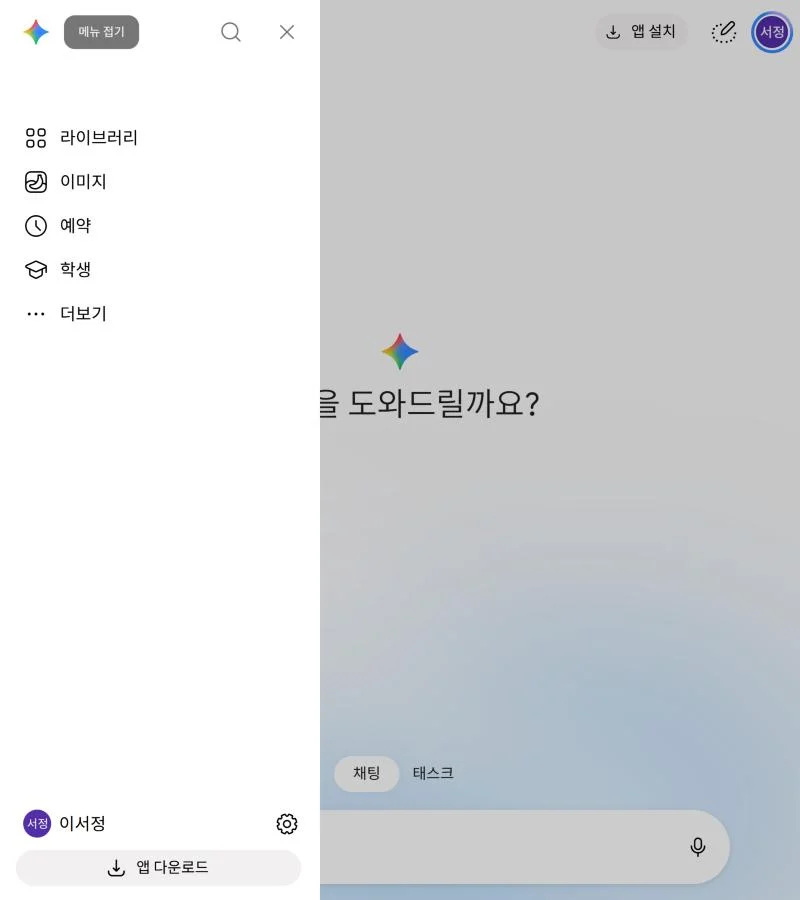 메뉴 접기
앱 설치
서정
라이브러리
이미지
예약
학생
더보기
을 도와드릴까요?
채팅
태스크
서정
이서정
앱 다운로드